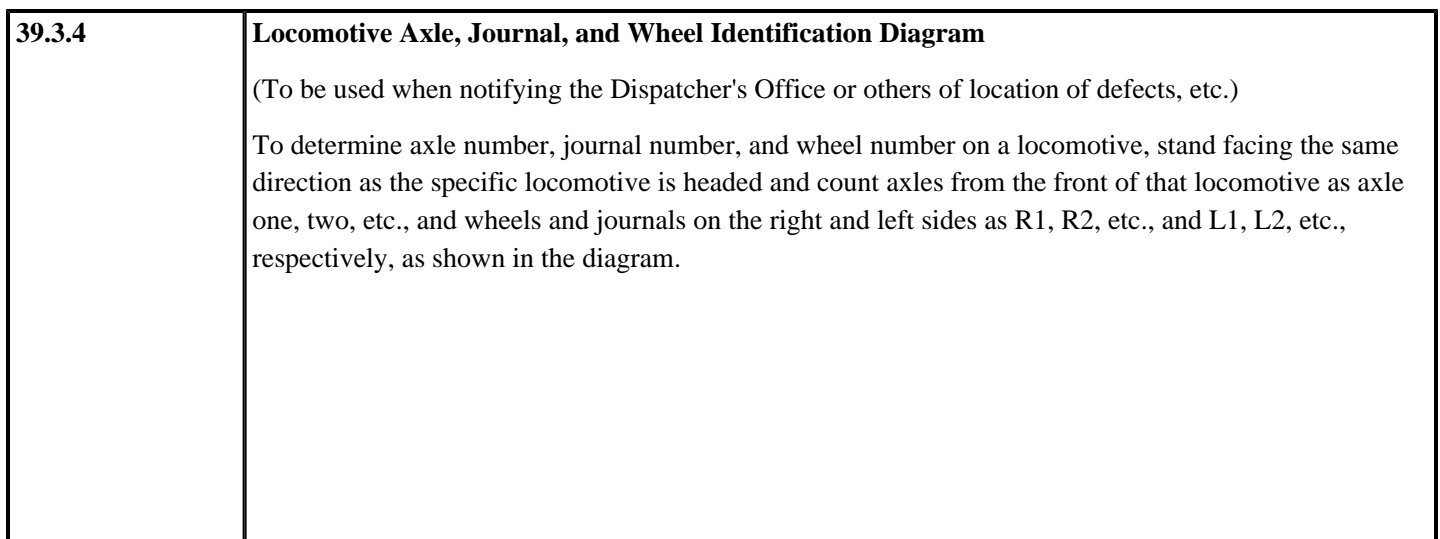 39.3.4 Locomotive Axle, Journal, and Wheel Identification Diagram
(To be used when notifying the Dispatcher's Office or others of location of defects, etc.)
To determine axle number, journal number, and wheel number on a locomotive, stand facing the same
direction as the specific locomotive is headed and count axles from the front of that locomotive as axle
one, two, etc., and wheels and journals on the right and left sides as R1, R2, etc., and L1, L2, etc.,
respectively, as shown in the diagram.